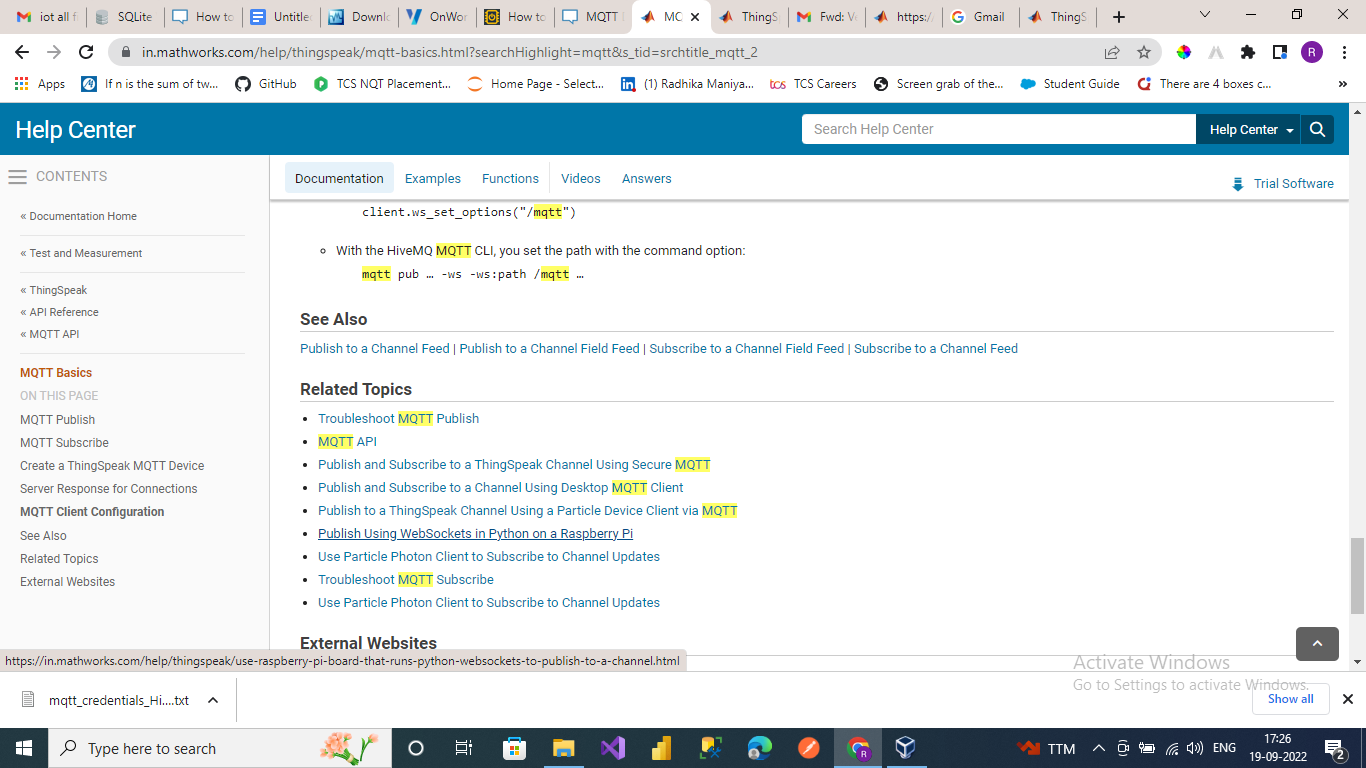 iot all f
SQLite
How to
Untitle
Downlo
OnWor
How to
MQTT
MC
ThingS
Fwd: V
https:/
Gmail
ThingS
in.mathworks.com/help/thingspeak/mqtt-basics.html?searchHighlight=mqtt&s_tid=srchtitle_mqtt_2
R
Apps
If n is the sum of tw...
GitHub
TCS NQT Placement...
Home Page - Select...
(1) Radhika Maniya...
tcs TCS Careers
Screen grab of the...
Student Guide
There are 4 boxes c...
»
Help Center
Search Help Center
Help Center
CONTENTS
Documentation
Examples
Functions
Videos
Answers
Trial Software
« Documentation Home
« Test and Measurement
« ThingSpeak
« API Reference
« MQTT API
MQTT Basics
ON THIS PAGE
MQTT Publish
MQTT Subscribe
Create a ThingSpeak MQTT Device
Server Response for Connections
MQTT Client Configuration
See Also
Related Topics
External Websites
client.ws_set_options("/mqtt")
With the HiveMQ MQTT CLI, you set the path with the command option:
mqtt pub … -ws -ws:path /mqtt …
See Also
Publish to a Channel Feed | Publish to a Channel Field Feed | Subscribe to a Channel Field Feed | Subscribe to a Channel Feed
Related Topics
• Troubleshoot MQTT Publish
• MQTT API
• Publish and Subscribe to a ThingSpeak Channel Using Secure MQTT
• Publish and Subscribe to a Channel Using Desktop MQTT Client
• Publish to a ThingSpeak Channel Using a Particle Device Client via MQTT
• Publish Using WebSockets in Python on a Raspberry Pi
• Use Particle Photon Client to Subscribe to Channel Updates
• Troubleshoot MQTT Subscribe
• Use Particle Photon Client to Subscribe to Channel Updates
External Websites
https://in.mathworks.com/help/thingspeak/use-raspberry-pi-board-that-runs-python-websockets-to-publish-to-a-channel.html
Activate Windows
Go to Settings to activate Windows.
mqtt_credentials_Hi....txt
Show all
Type here to search
R
TTM
ENG
17:26
19-09-2022
2